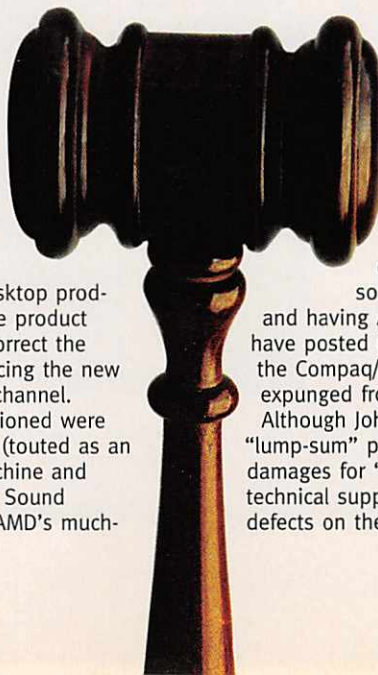 sktop prod-
e product
orrect the
cing the new
channel.
ioned were
(touted as an
chine and
Sound
AMD's much-
so
and having
have posted
the Compaq/
expunged from
Although Joh
"lump-sum" p
damages for "
technical supp
defects on the